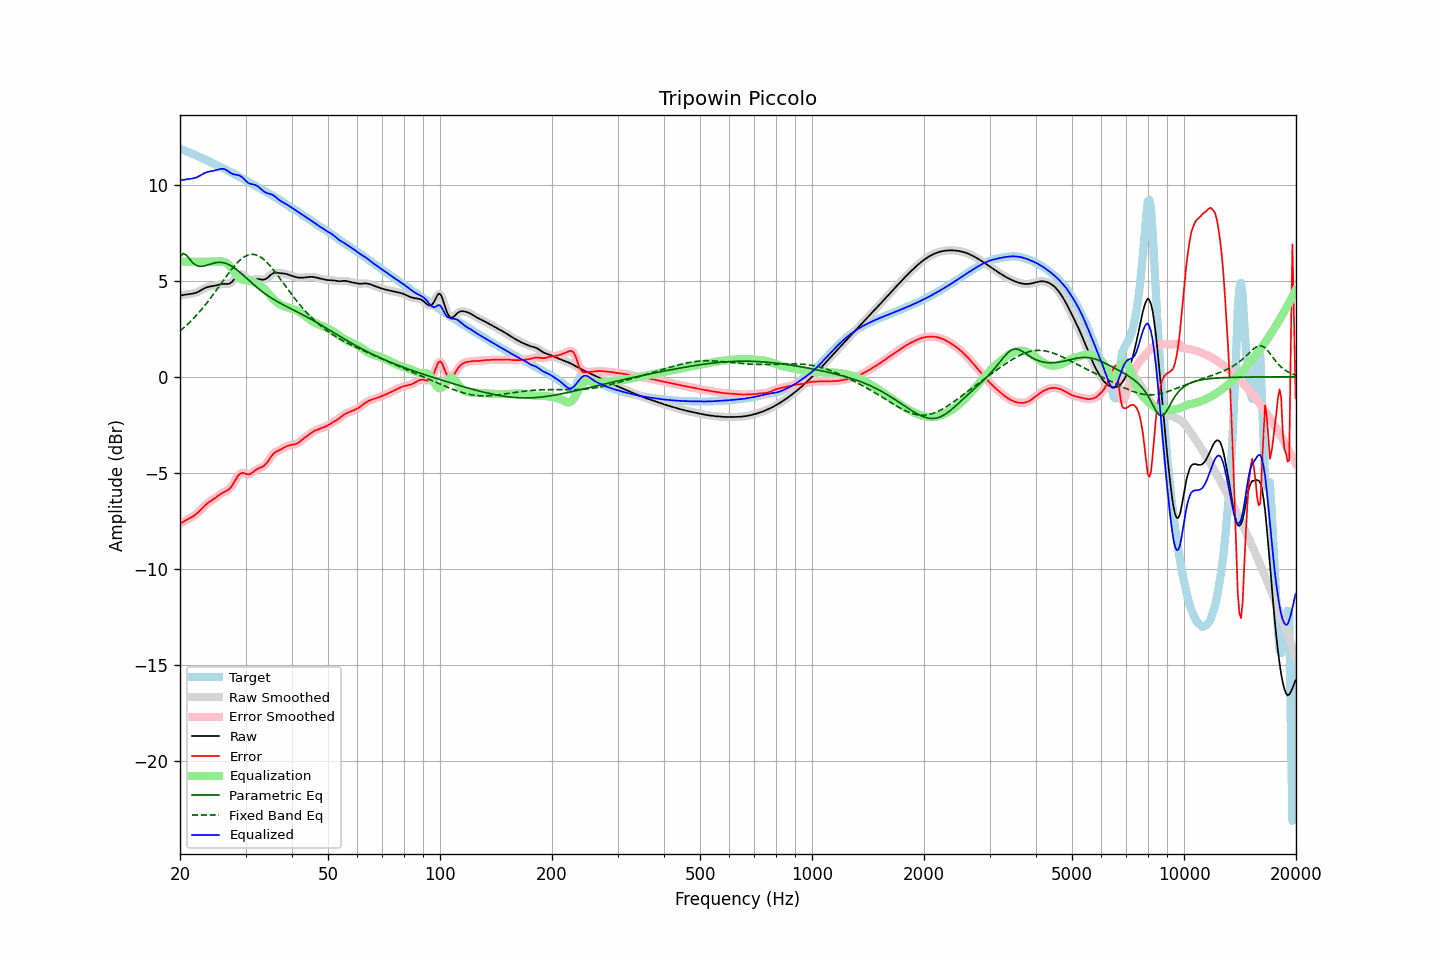 Tripowin Piccolo
Amplitude (dBr)
10
5
0
−5
−10
−15
−20
Target
Raw Smoothed
Error Smoothed
Raw
Error
Equalization
Parametric Eq
Fixed Band Eq
Equalized
20 50 100 200 500 1000 2000 5000 10000 20000
Frequency (Hz)